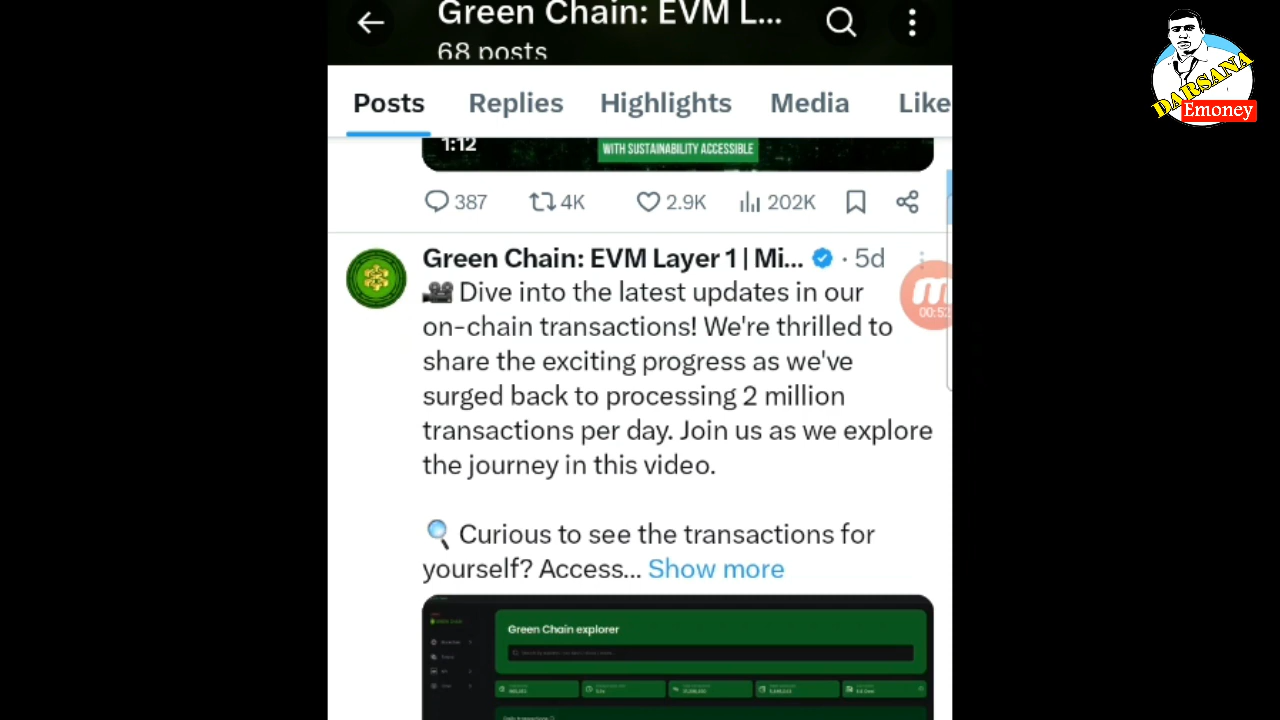 Green Chain: EVM L...
68 posts
DARSANA
Emoney
Posts Replies Highlights Media Like
1:12
WITH SUSTAINABILITY ACCESSIBLE
387 4K 2.9K 202K
Green Chain: EVM Layer 1 | Mi... · 5d
🎥 Dive into the latest updates in our
on-chain transactions! We're thrilled to
00:52
share the exciting progress as we've
surged back to processing 2 million
transactions per day. Join us as we explore
the journey in this video.
🔍 Curious to see the transactions for
yourself? Access... Show more
Green Chain explorer